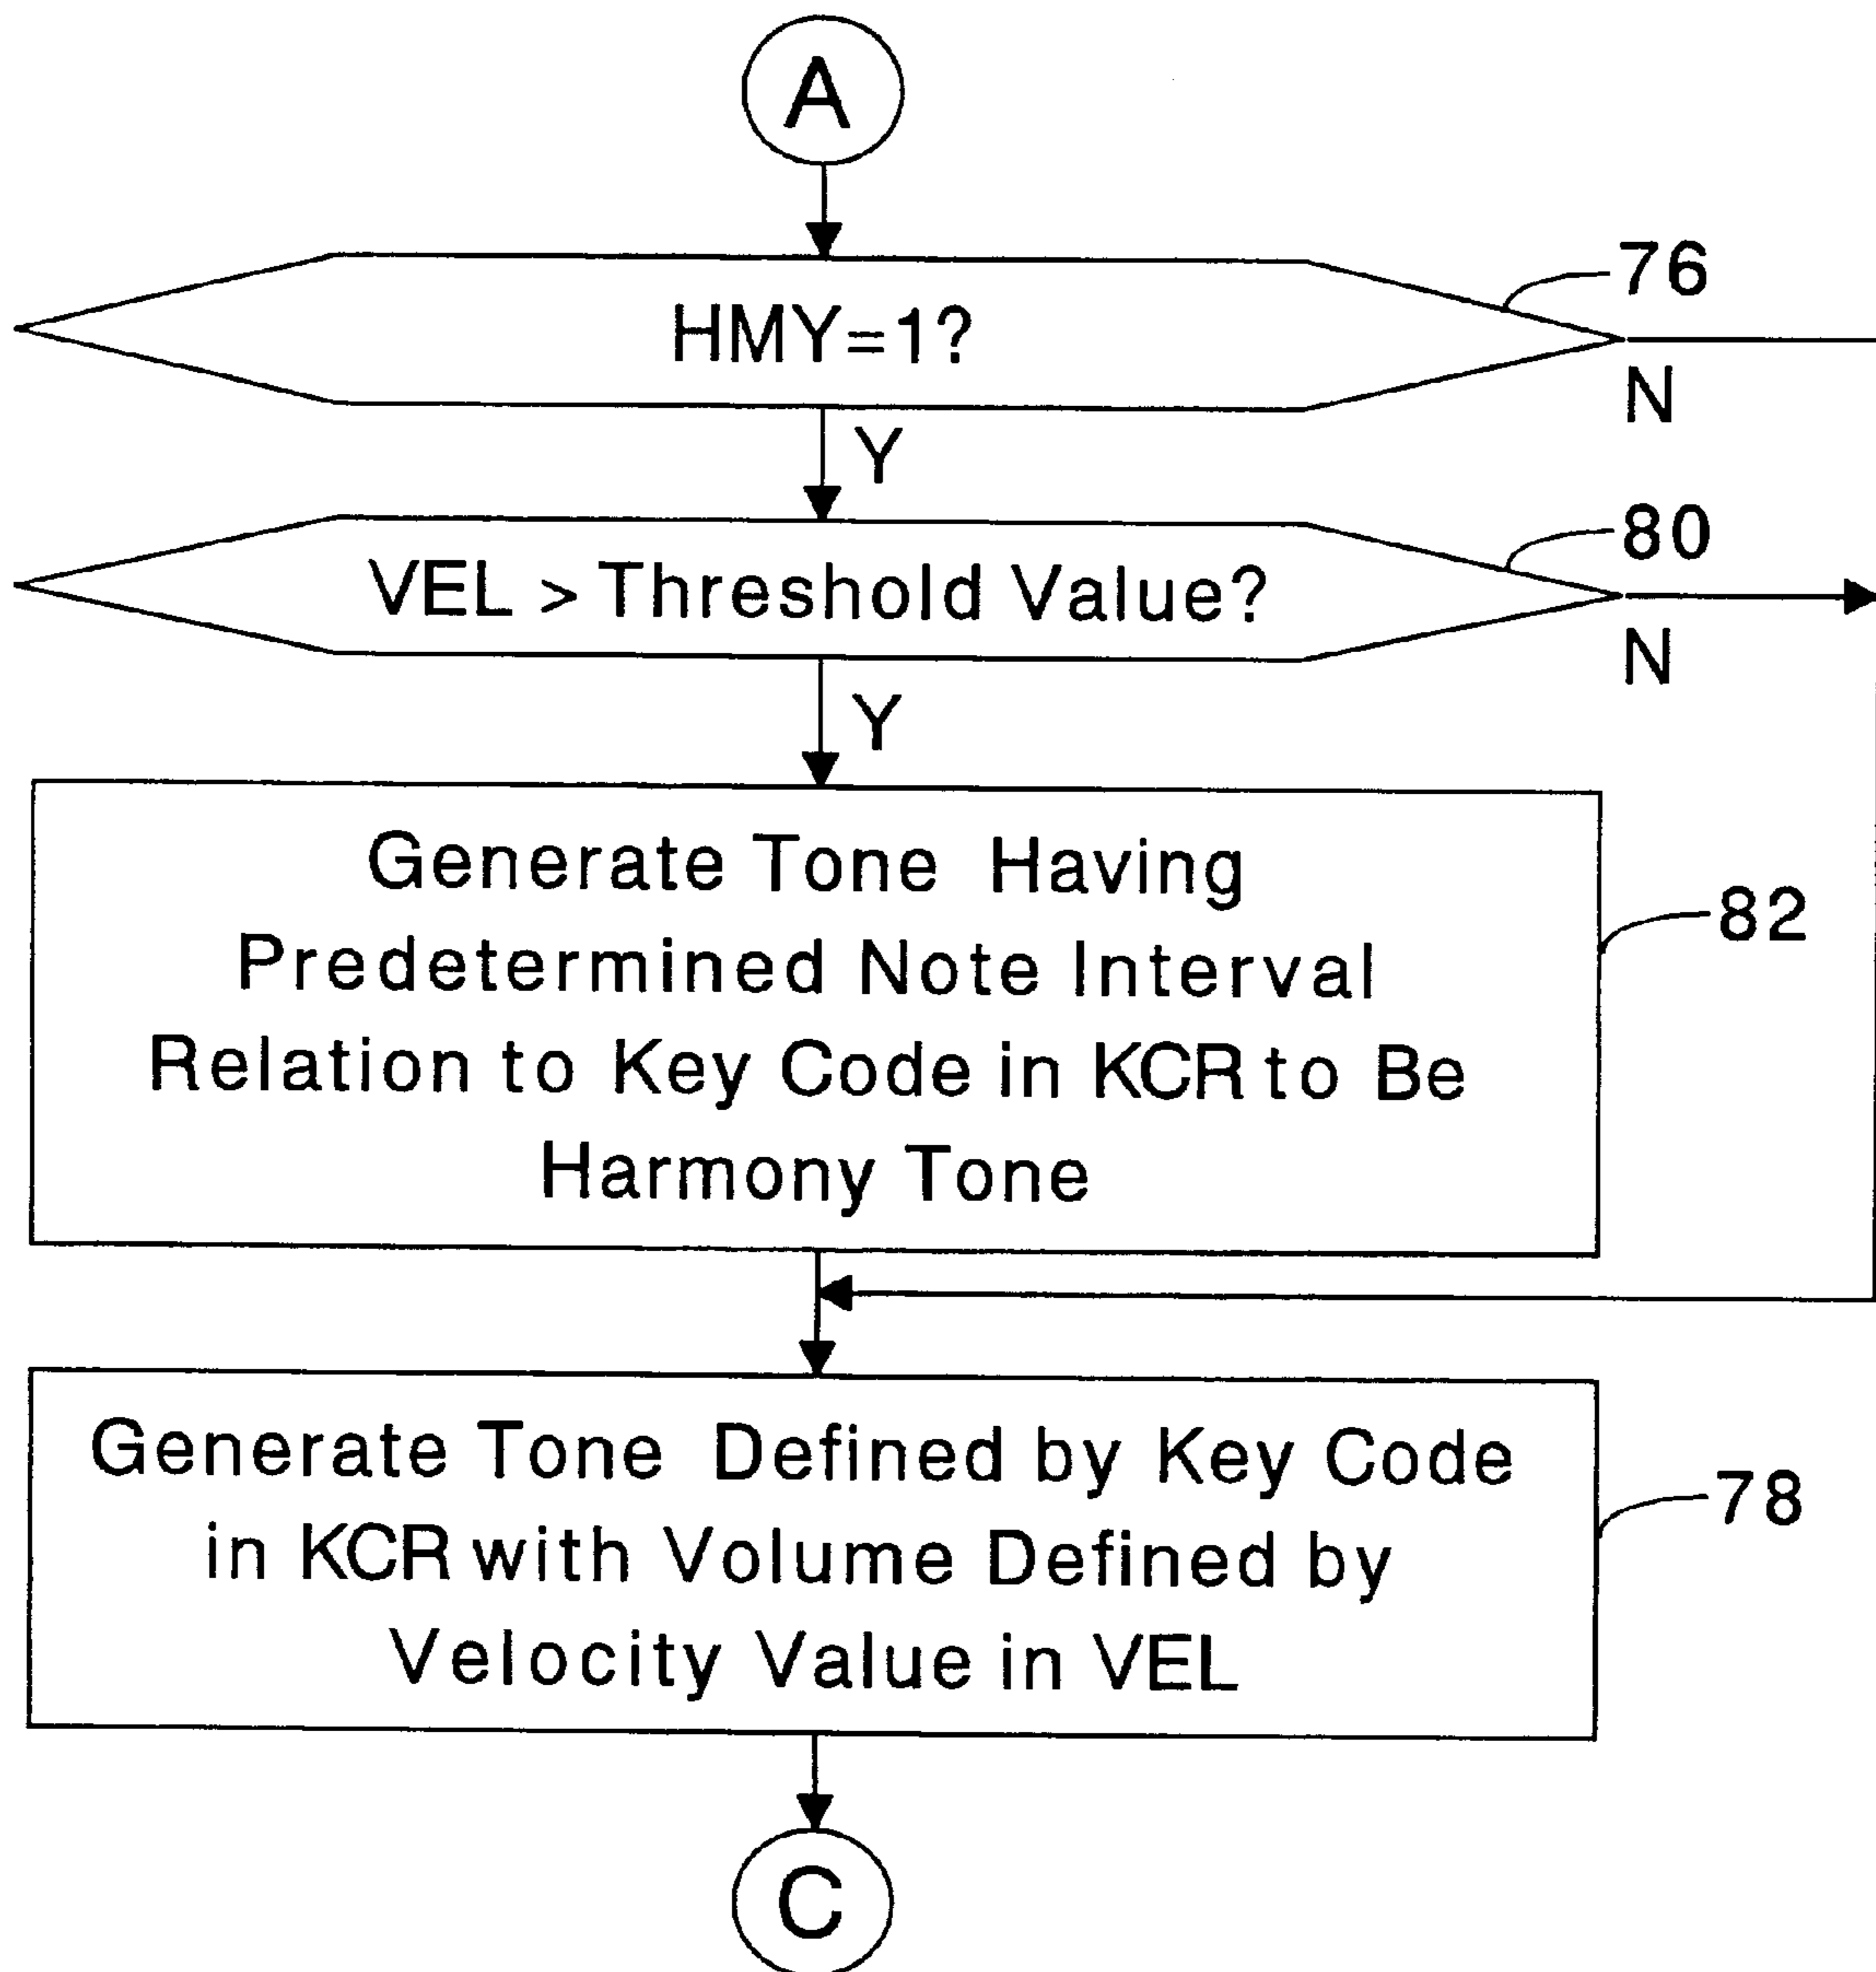 A
HMY=1?
76
N
Y
VEL > Threshold Value?
80
N
Y
Generate Tone Having
Predetermined Note Interval
Relation to Key Code in KCR to Be
Harmony Tone
82
Generate Tone Defined by Key Code
in KCR with Volume Defined by
Velocity Value in VEL
78
C